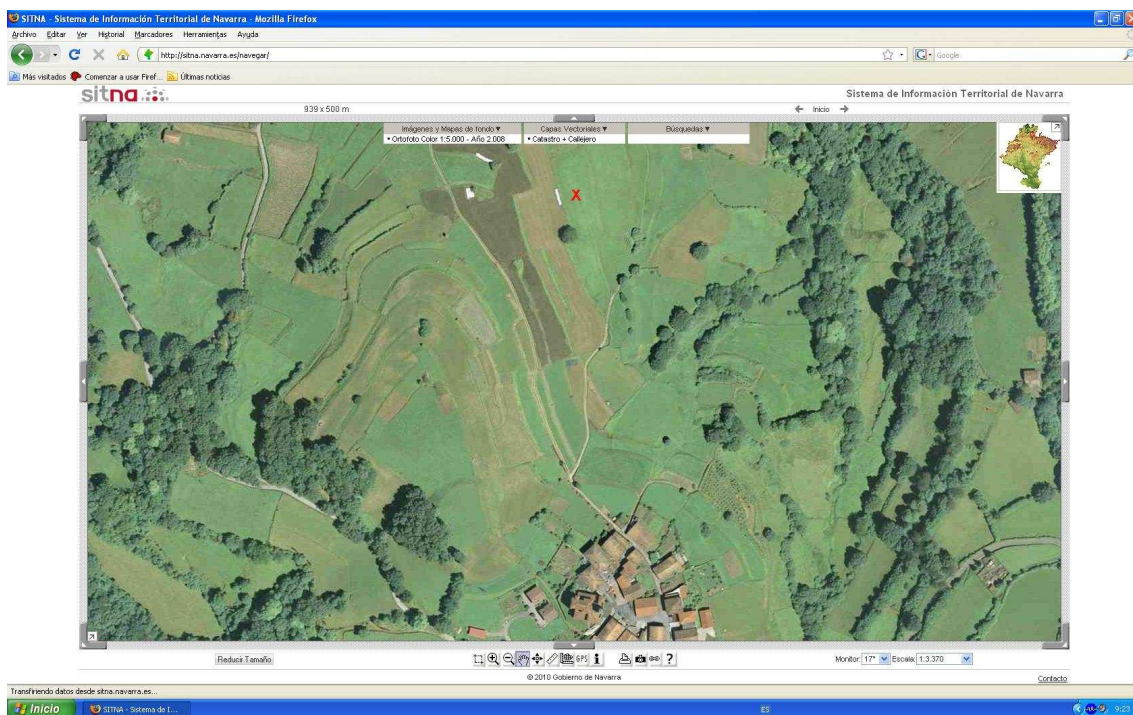 SITNA - Sistema de Información Territorial de Navarra - Mozilla Firefox
Archivo Editar Ver Historial Marcadores Herramientas Ayuda
http://sitna.navarra.es/navegar/
Google
Más visitados Comenzar a usar Firef... Últimas noticias
sitna
Sistema de Información Territorial de Navarra
939 x 500 m
Inicio
Imágenes y Mapas de fondo ▼ Capas Vectoriales ▼ Búsquedas ▼
• Ortofoto Color 1:5.000 - Año 2.008 • Catastro + Callejero
X
Reducir Tamaño
GPS
Monitor: 17" Escala: 1:3.370
© 2010 Gobierno de Navarra
Contacto
Transfiriendo datos desde sitna.navarra.es...
Inicio
SITNA - Sistema de I...
ES
9:23